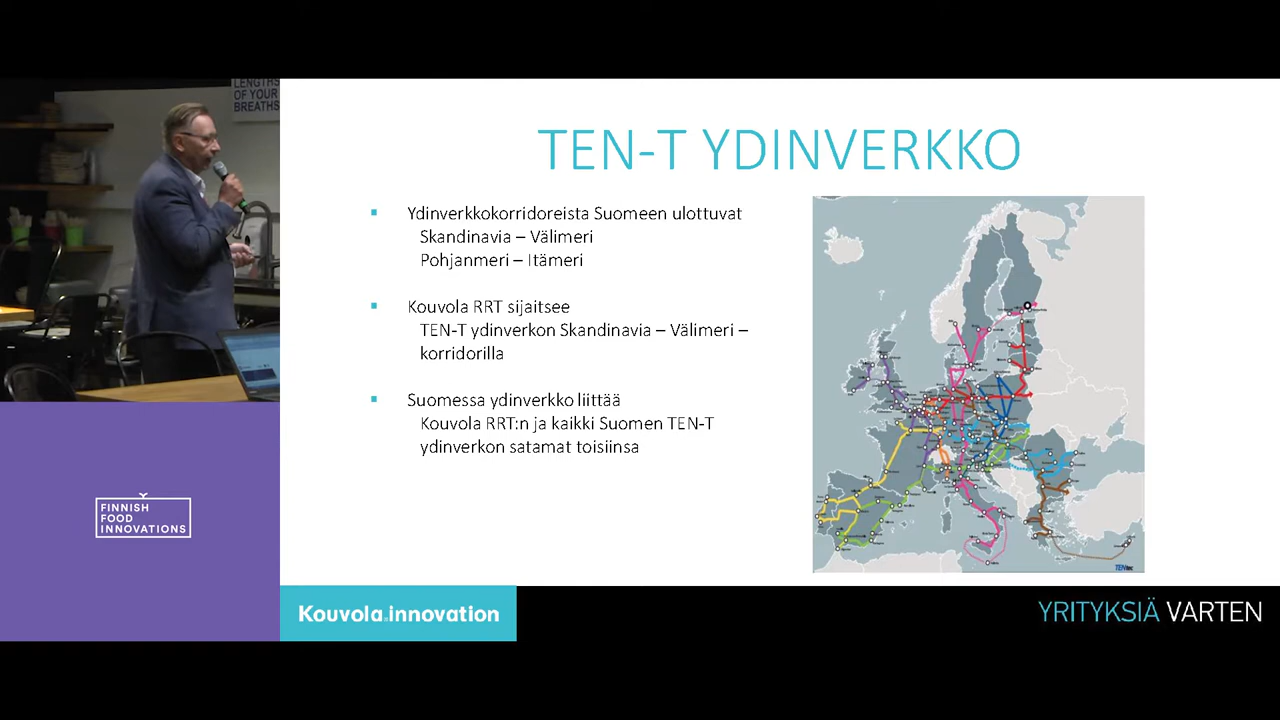 LENGTHS
OF YOUR
BREATHS
TEN-T YDINVERKKO
Ydinverkkokorridoreista Suomeen ulottuvat
Skandinavia – Välimeri
Pohjanmeri – Itämeri
Kouvola RRT sijaitsee
TEN-T ydinverkon Skandinavia – Välimeri –
korridorilla
Suomessa ydinverkko liittää
Kouvola RRT:n ja kaikki Suomen TEN-T
ydinverkon satamat toisiinsa
TENtec
FINNISH
FOOD
INNOVATIONS
Kouvola innovation
YRITYKSIÄ VARTEN